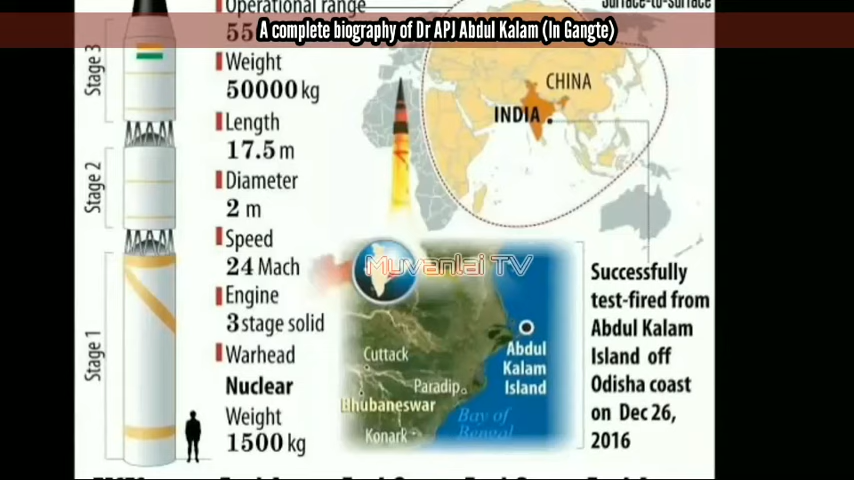 Operational range
Surface-to-surface
55
A complete biography of Dr APJ Abdul Kalam (In Gangte)
Stage 3
Weight
50000 kg
Length
17.5 m
Stage 2
Diameter
2 m
Speed
24 Mach
Engine
3 stage solid
Stage 1
Warhead
Nuclear
Weight
1500 kg
CHINA
INDIA
Muvanlai TV
Cuttack
Paradip
Bhubaneswar
Konark
Abdul
Kalam
Island
Bay of
Bengal
Successfully
test-fired from
Abdul Kalam
Island off
Odisha coast
on Dec 26,
2016